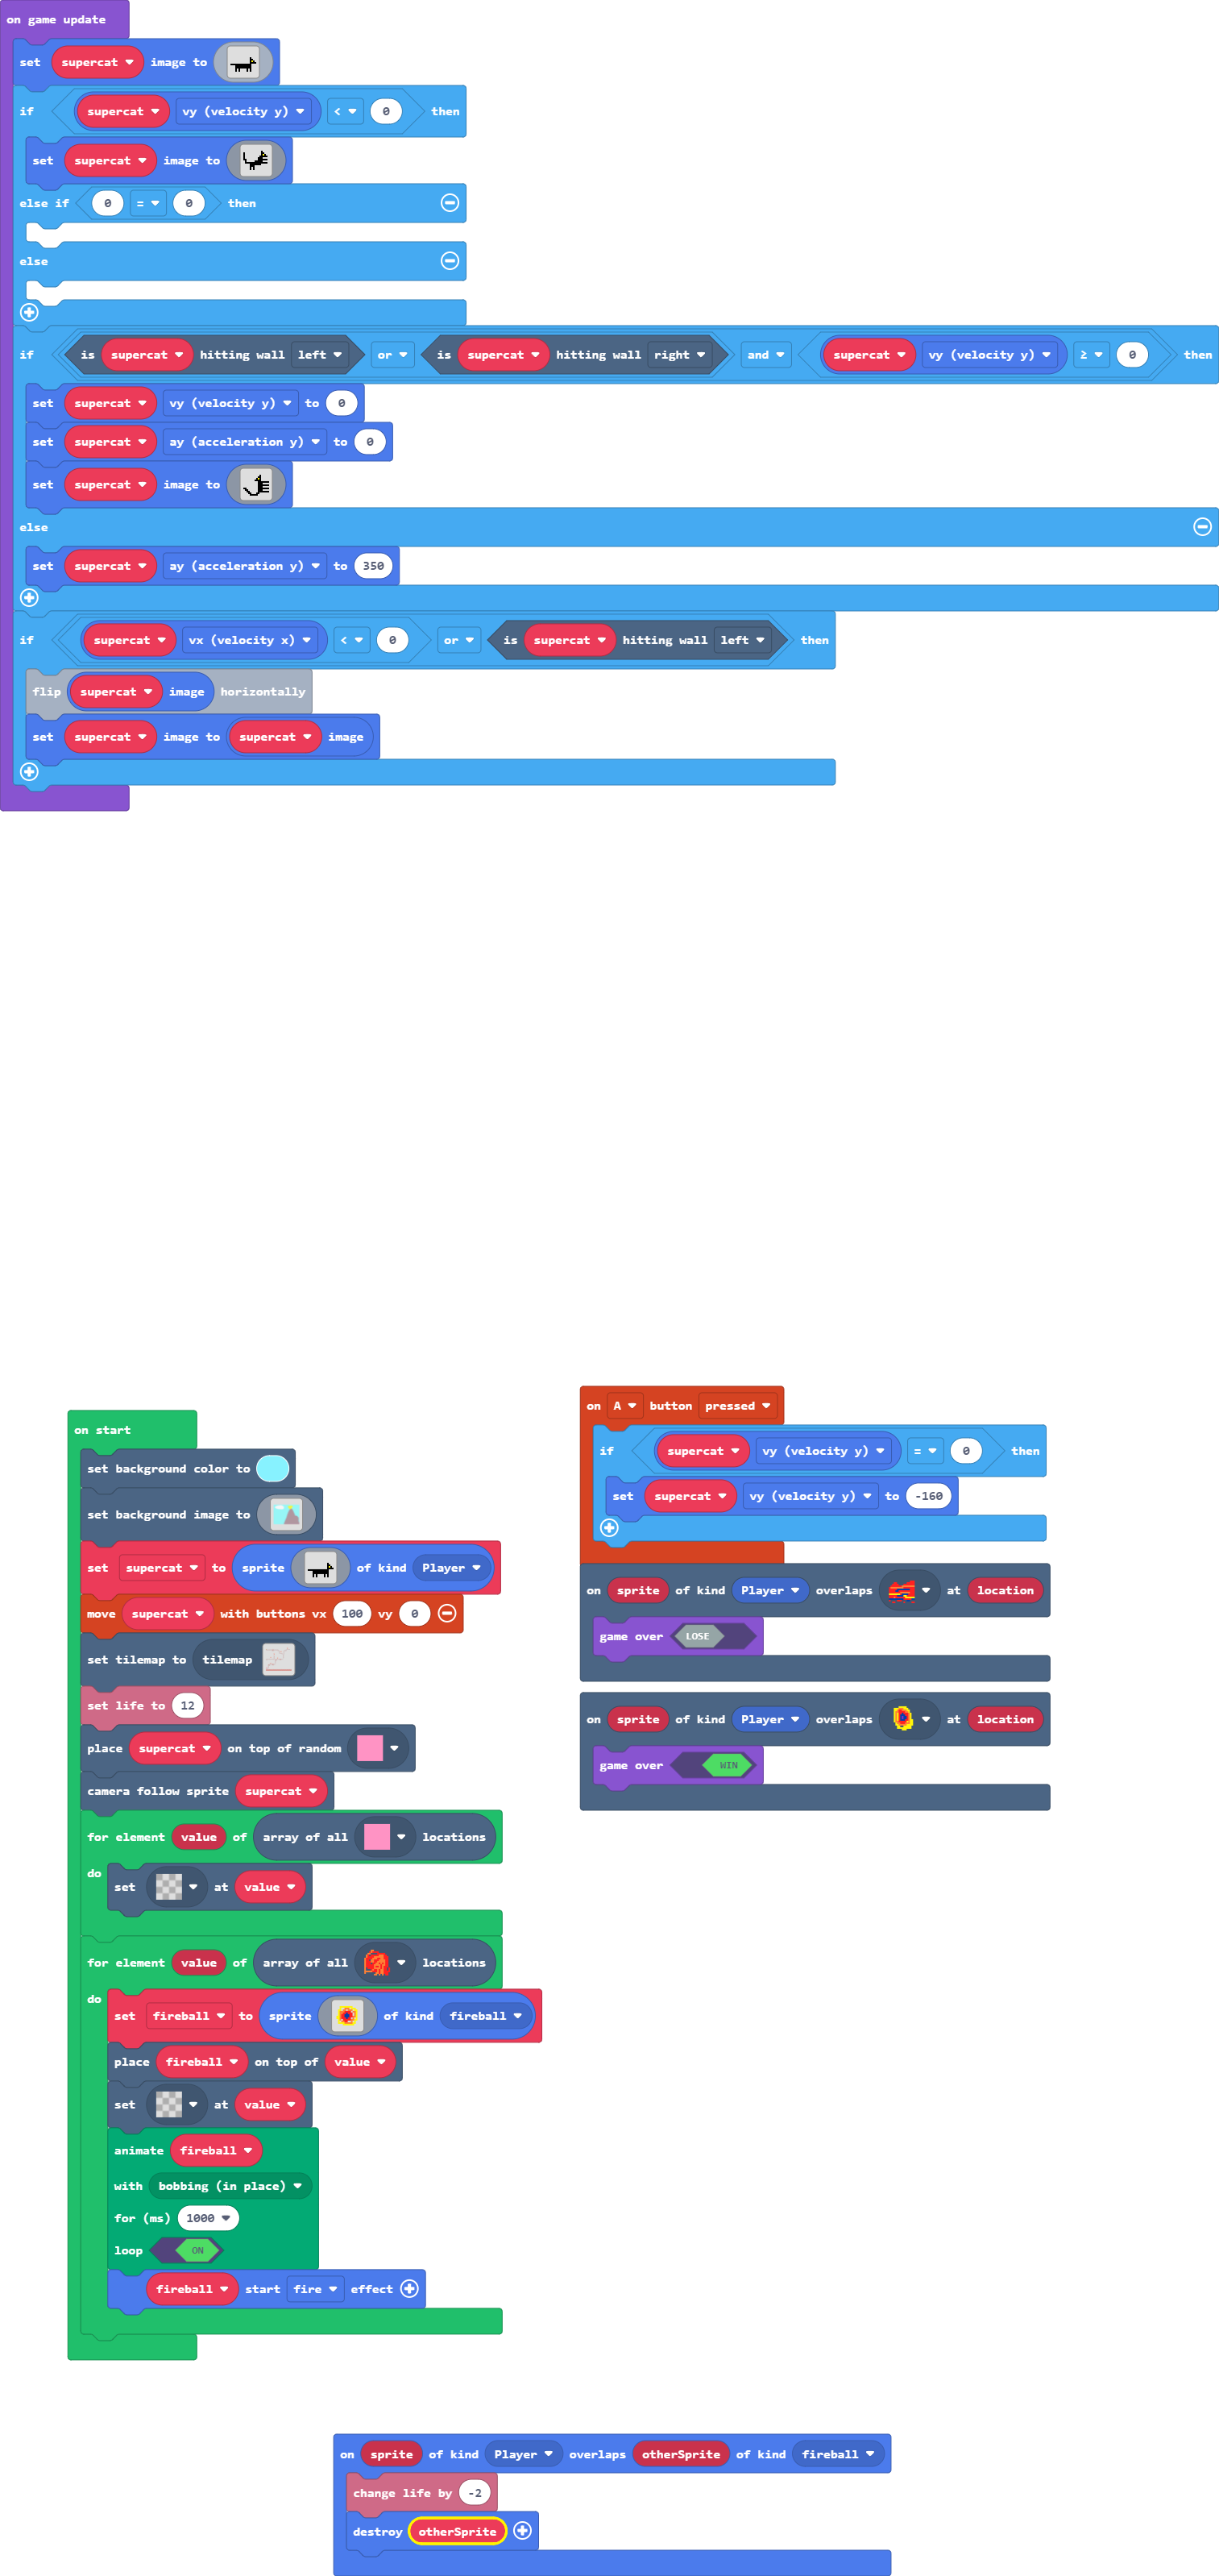 on game update
set supercat image to
if supercat vy (velocity y) < 0 then
set supercat image to
else if 0 = 0 then
else
if is supercat hitting wall left or is supercat hitting wall right and supercat vy (velocity y) ≥ 0 then
set supercat vy (velocity y) to 0
set supercat ay (acceleration y) to 0
set supercat image to
else
set supercat ay (acceleration y) to 350
if supercat vx (velocity x) < 0 or is supercat hitting wall left then
flip supercat image horizontally
set supercat image to supercat image
on A button pressed
if supercat vy (velocity y) = 0 then
set supercat vy (velocity y) to -160
on sprite of kind Player overlaps at location
game over LOSE
on sprite of kind Player overlaps at location
game over WIN
on start
set background color to
set background image to
set supercat to sprite of kind Player
move supercat with buttons vx 100 vy 0
set tilemap to tilemap
set life to 12
place supercat on top of random
camera follow sprite supercat
for element value of array of all locations
do
set at value
for element value of array of all locations
do
set fireball to sprite of kind fireball
place fireball on top of value
set at value
animate fireball
with bobbing (in place)
for (ms) 1000
loop ON
fireball start fire effect
on sprite of kind Player overlaps otherSprite of kind fireball
change life by -2
destroy otherSprite